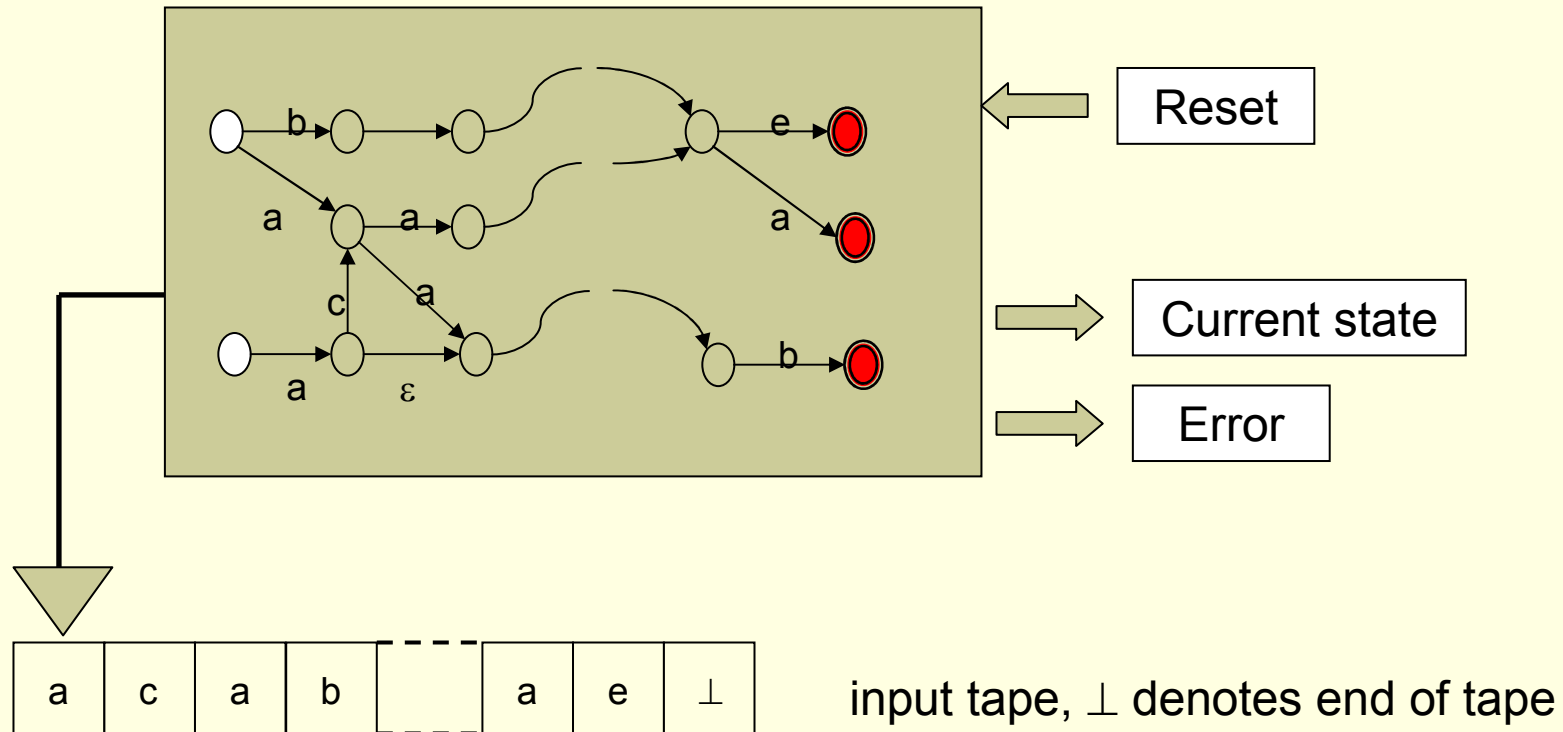 b
e
Reset
a
a
a
c
a
Current state
a
ε
b
Error
a c a b a e ⊥
input tape, ⊥ denotes end of tape